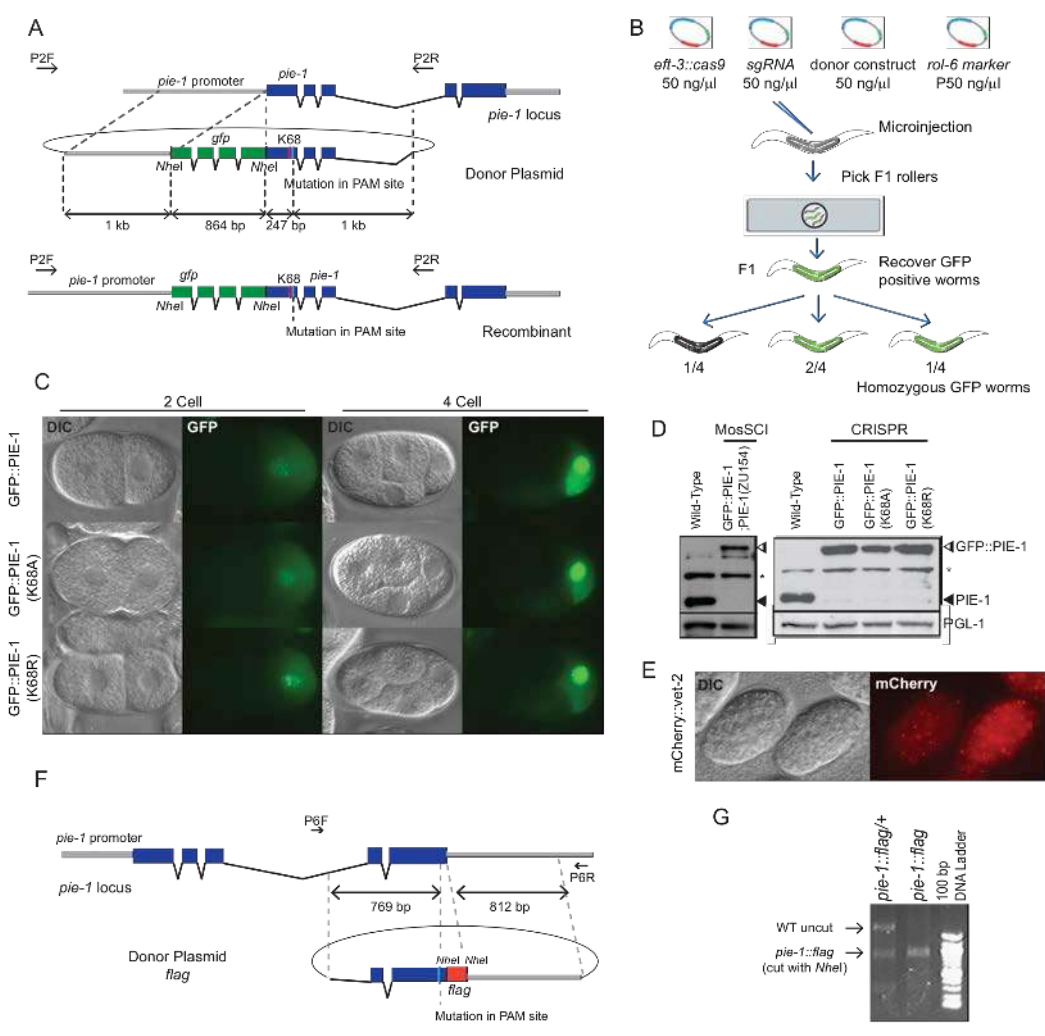 A
P2F
P2R
pie-1 promoter
pie-1
pie-1 locus
gfp
K68
NheI
NheI
Mutation in PAM site
Donor Plasmid
1 kb
864 bp
247 bp
1 kb
P2F
P2R
pie-1 promoter
gfp
K68
pie-1
NheI
NheI
Mutation in PAM site
Recombinant
B
eft-3::cas9
50 ng/µl
sgRNA
50 ng/µl
donor construct
50 ng/µl
rol-6 marker
P50 ng/µl
Microinjection
Pick F1 rollers
F1
Recover GFP
positive worms
1/4
2/4
1/4
Homozygous GFP worms
C
2 Cell
4 Cell
DIC
GFP
DIC
GFP
GFP::PIE-1
GFP::PIE-1
(K68A)
GFP::PIE-1
(K68R)
D
MosSCI
CRISPR
Wild-Type
GFP::PIE-1
;PIE-1(ZU154)
Wild-Type
GFP::PIE-1
GFP::PIE-1
(K68A)
GFP::PIE-1
(K68R)
GFP::PIE-1
*
*
PIE-1
PGL-1
E
mCherry::vet-2
DIC
mCherry
F
pie-1 promoter
P6F
P6R
pie-1 locus
769 bp
812 bp
Donor Plasmid
flag
NheI
NheI
flag
Mutation in PAM site
G
pie-1::flag/+
pie-1::flag
100 bp
DNA Ladder
WT uncut
pie-1::flag
(cut with NheI)